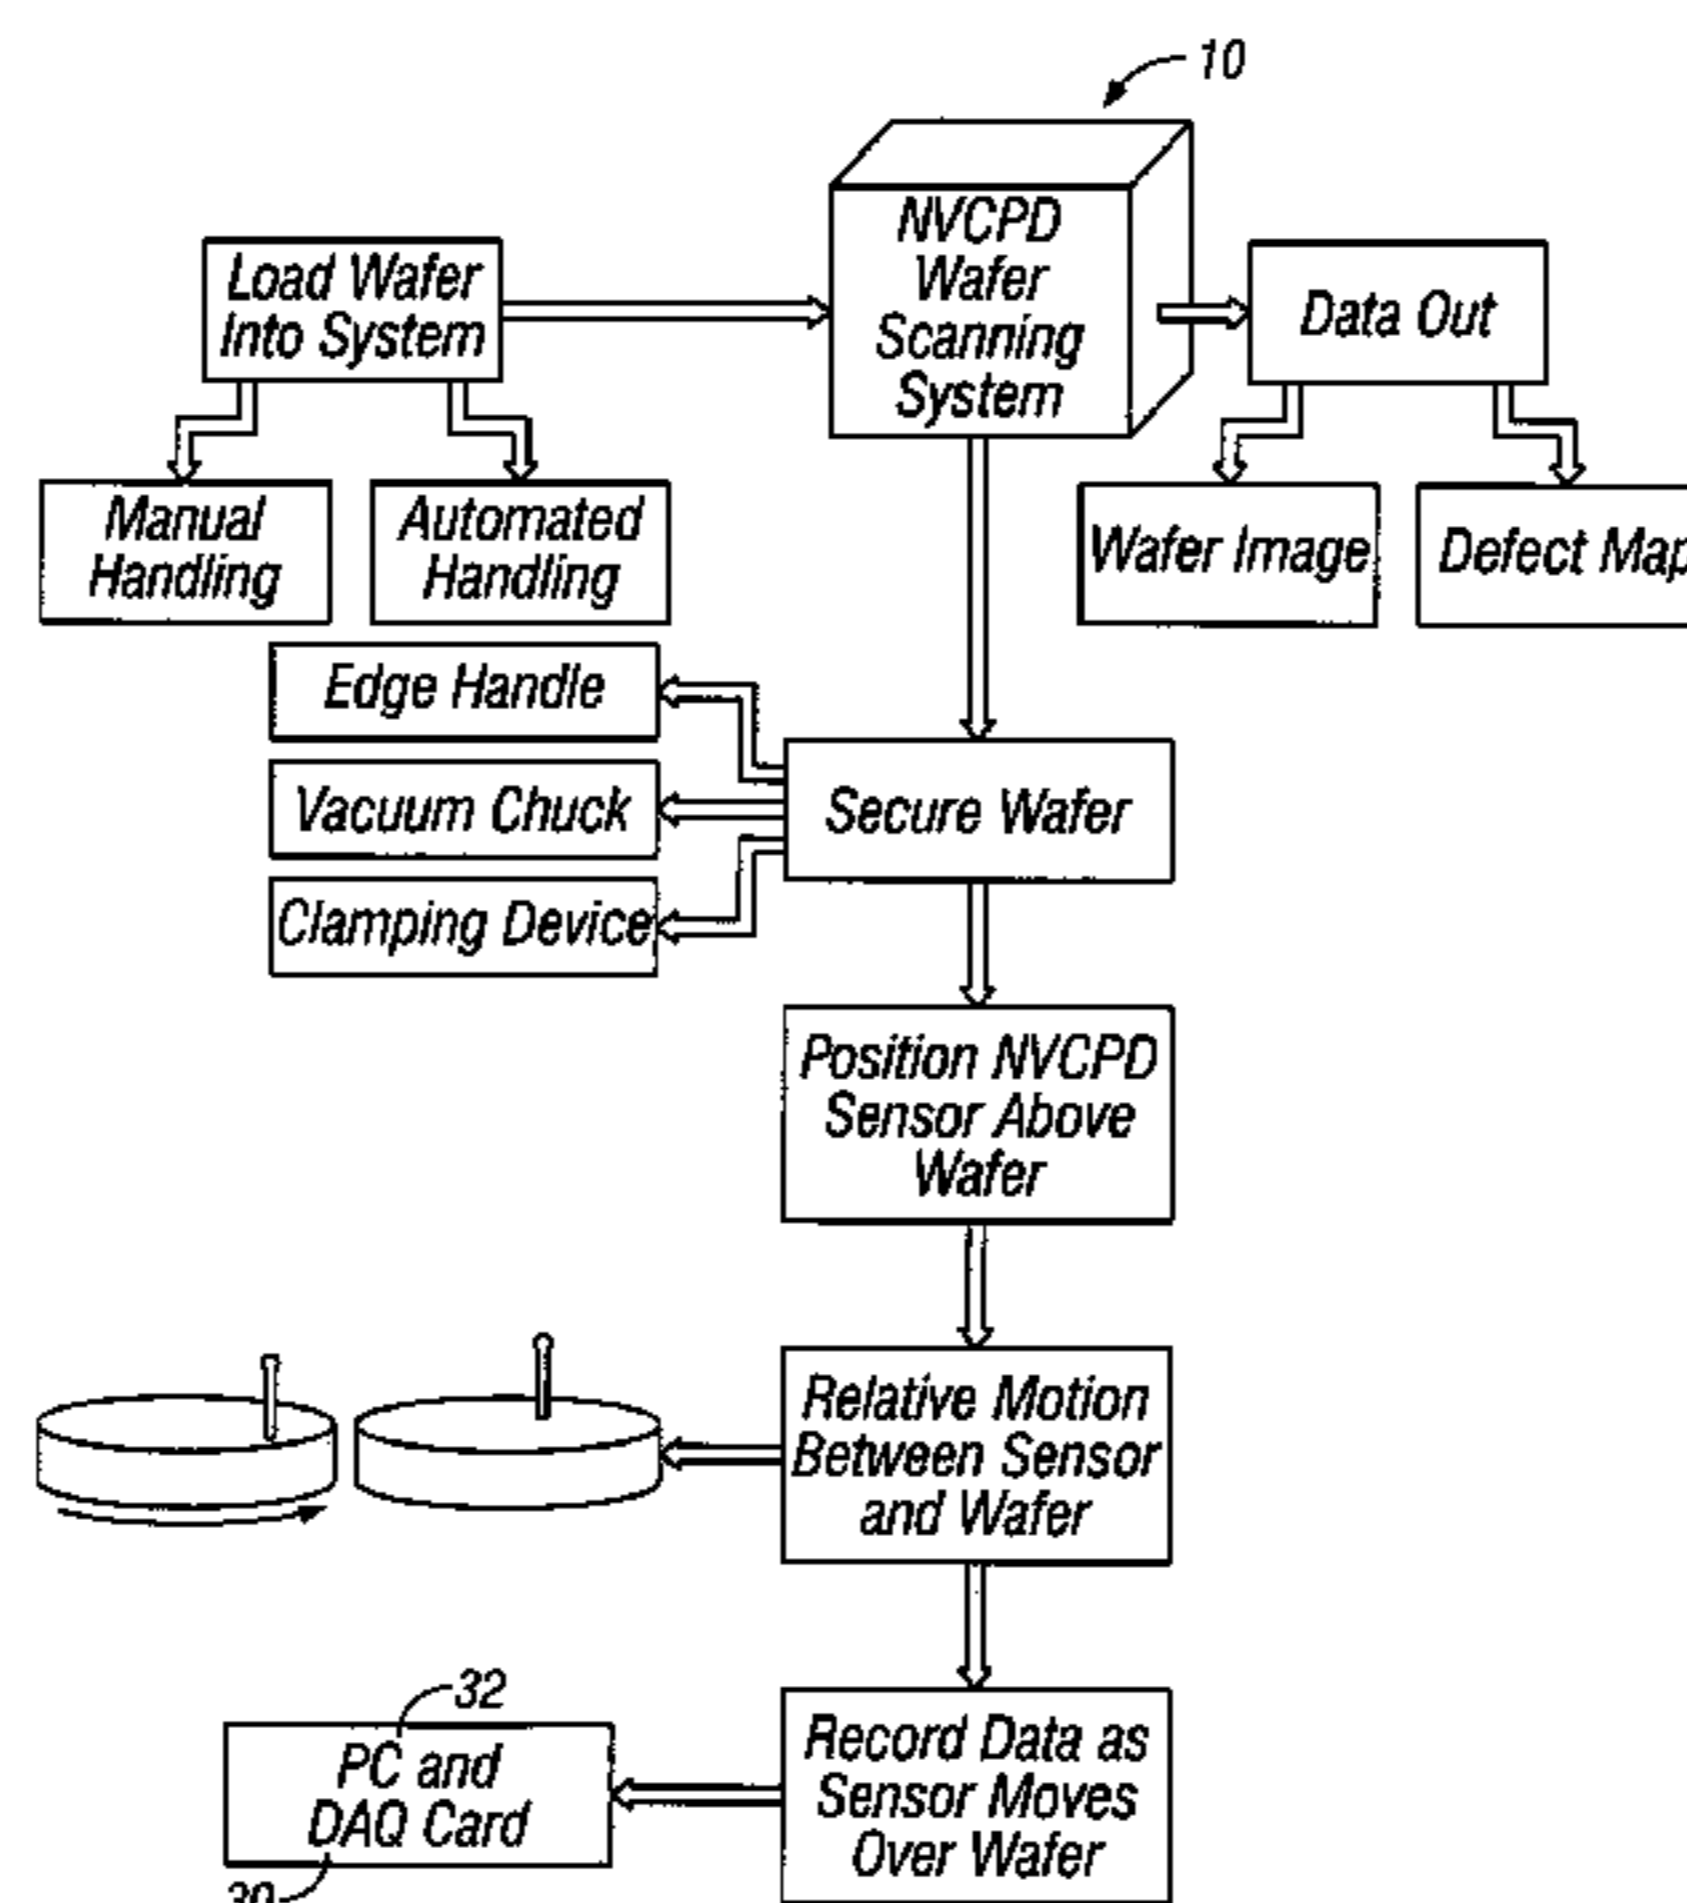 10
NVCPD
Wafer
Scanning
System
Load Wafer
Into System
Data Out
Manual
Handling
Automated
Handling
Wafer Image
Defect Map
Edge Handle
Vacuum Chuck
Clamping Device
Secure Wafer
Position NVCPD
Sensor Above
Wafer
Relative Motion
Between Sensor
and Wafer
32
PC and
DAQ Card
Record Data as
Sensor Moves
Over Wafer